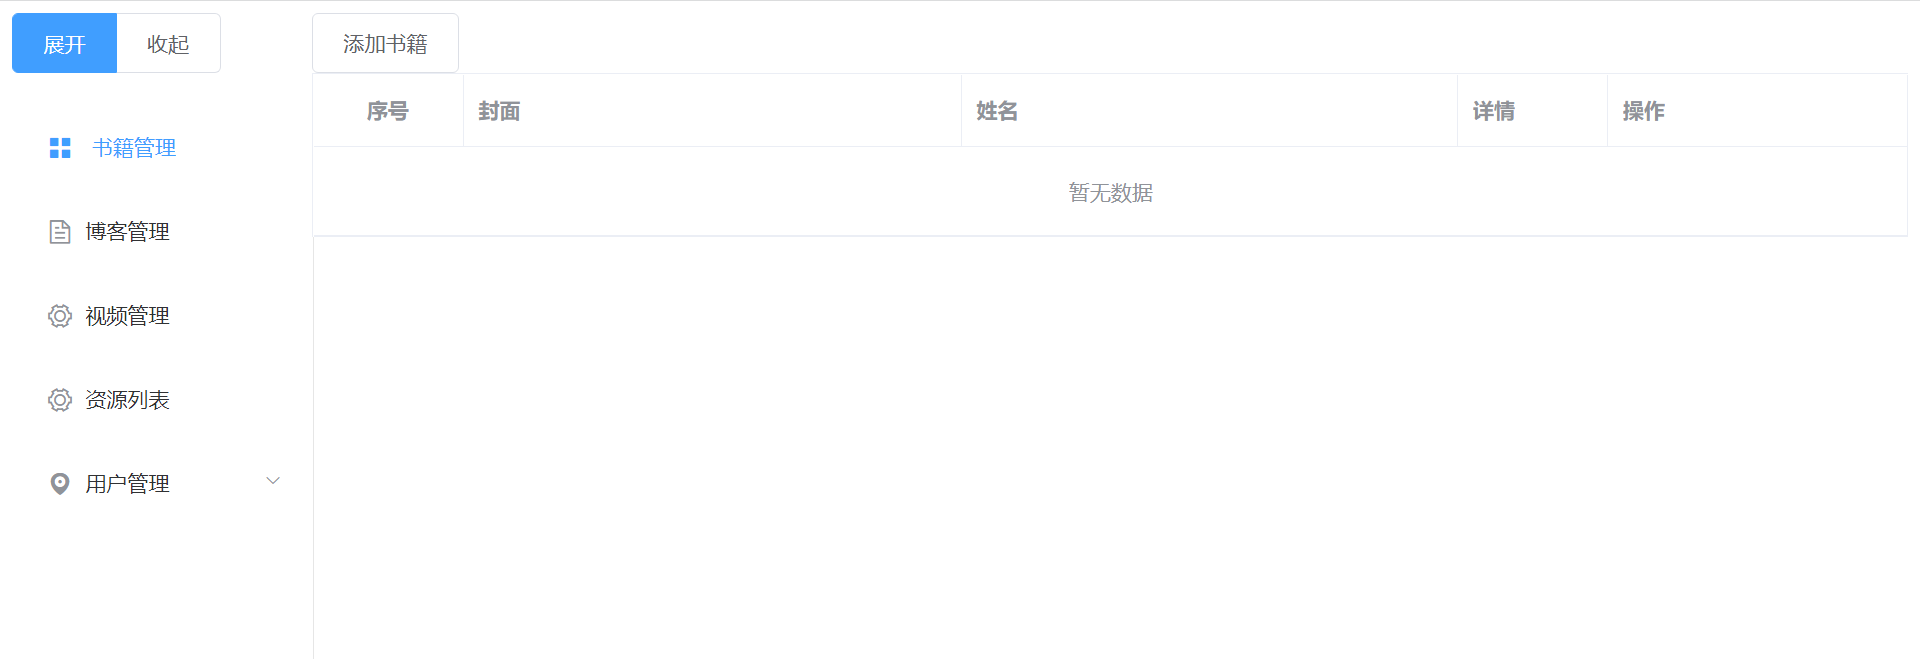 展开
收起
添加书籍
序号
封面
姓名
详情
操作
暂无数据
书籍管理
博客管理
视频管理
资源列表
用户管理